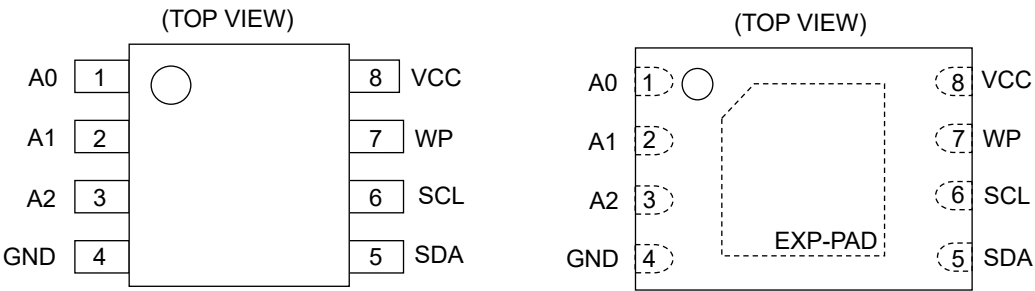 (TOP VIEW)
A0 1 8 VCC
A1 2 7 WP
A2 3 6 SCL
GND 4 5 SDA
(TOP VIEW)
A0 1 8 VCC
A1 2 7 WP
A2 3 6 SCL
GND 4 EXP-PAD 5 SDA